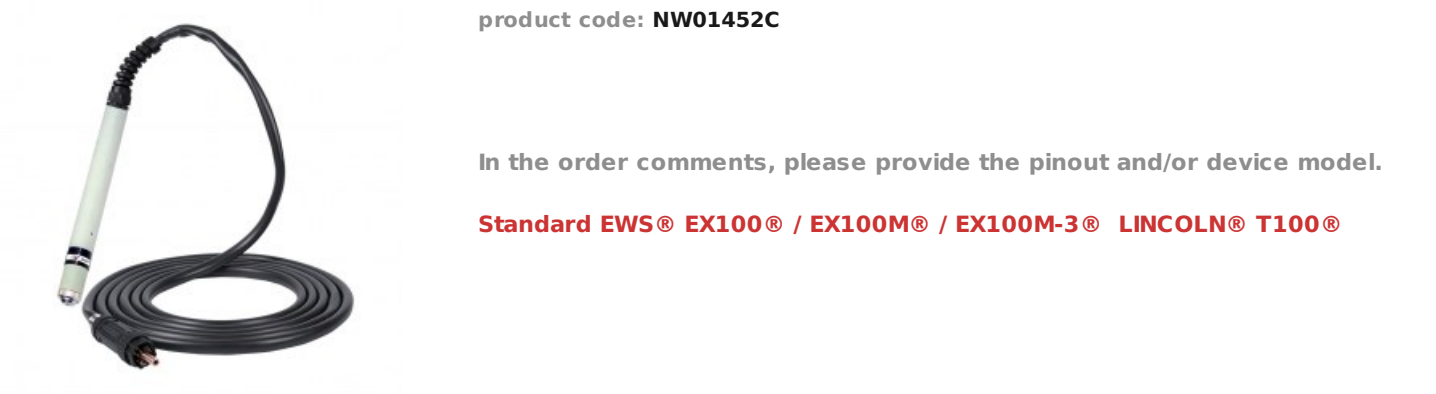 product code: NW01452C
In the order comments, please provide the pinout and/or device model.
Standard EWS® EX100® / EX100M® / EX100M-3® LINCOLN® T100®